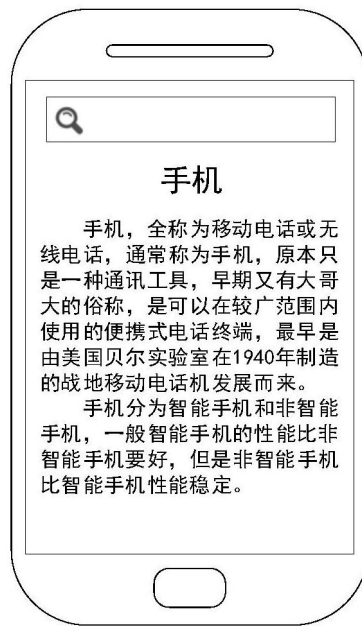 手机
手机，全称为移动电话或无
线电话，通常称为手机，原本只
是一种通讯工具，早期又有大哥
大的俗称，是可以在较广范围内
使用的便携式电话终端，最早是
由美国贝尔实验室在1940年制造
的战地移动电话机发展而来。
手机分为智能手机和非智能
手机，一般智能手机的性能比非
智能手机要好，但是非智能手机
比智能手机性能稳定。